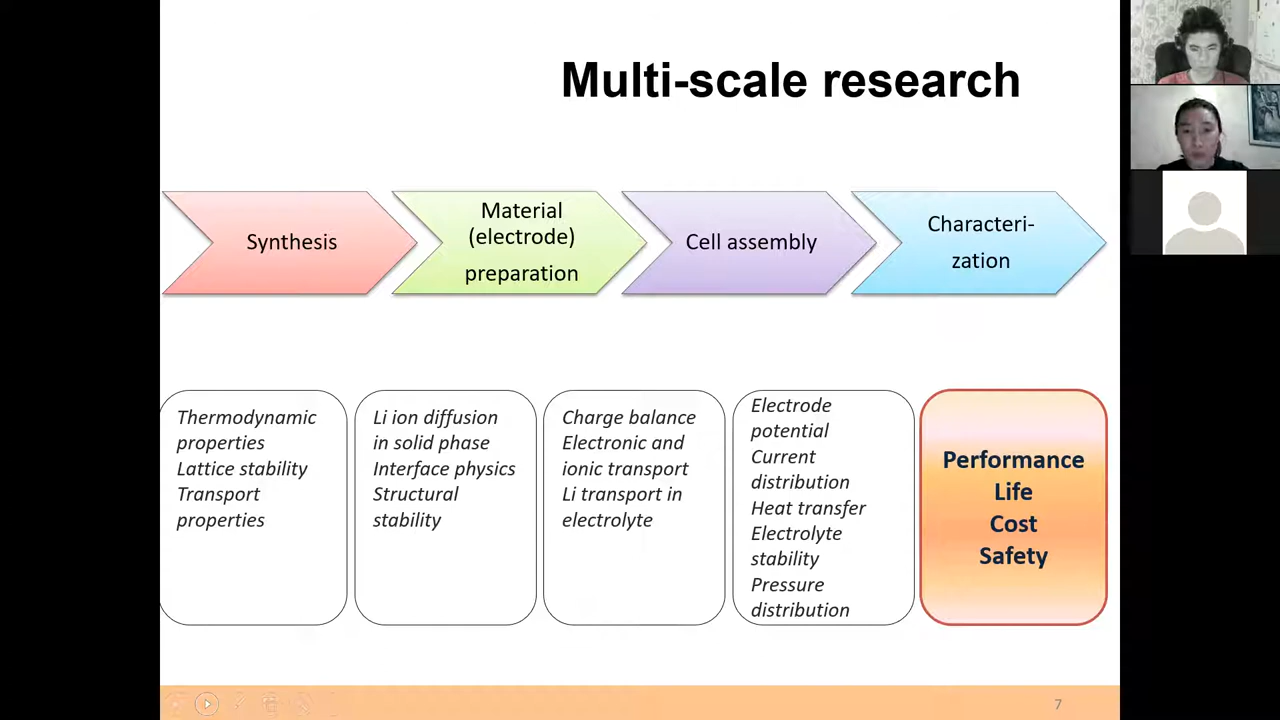 Multi-scale research
Synthesis
Material
(electrode)
preparation
Cell assembly
Characteri-
zation
Thermodynamic
properties
Lattice stability
Transport
properties
Li ion diffusion
in solid phase
Interface physics
Structural
stability
Charge balance
Electronic and
ionic transport
Li transport in
electrolyte
Electrode
potential
Current
distribution
Heat transfer
Electrolyte
stability
Pressure
distribution
Performance
Life
Cost
Safety
7